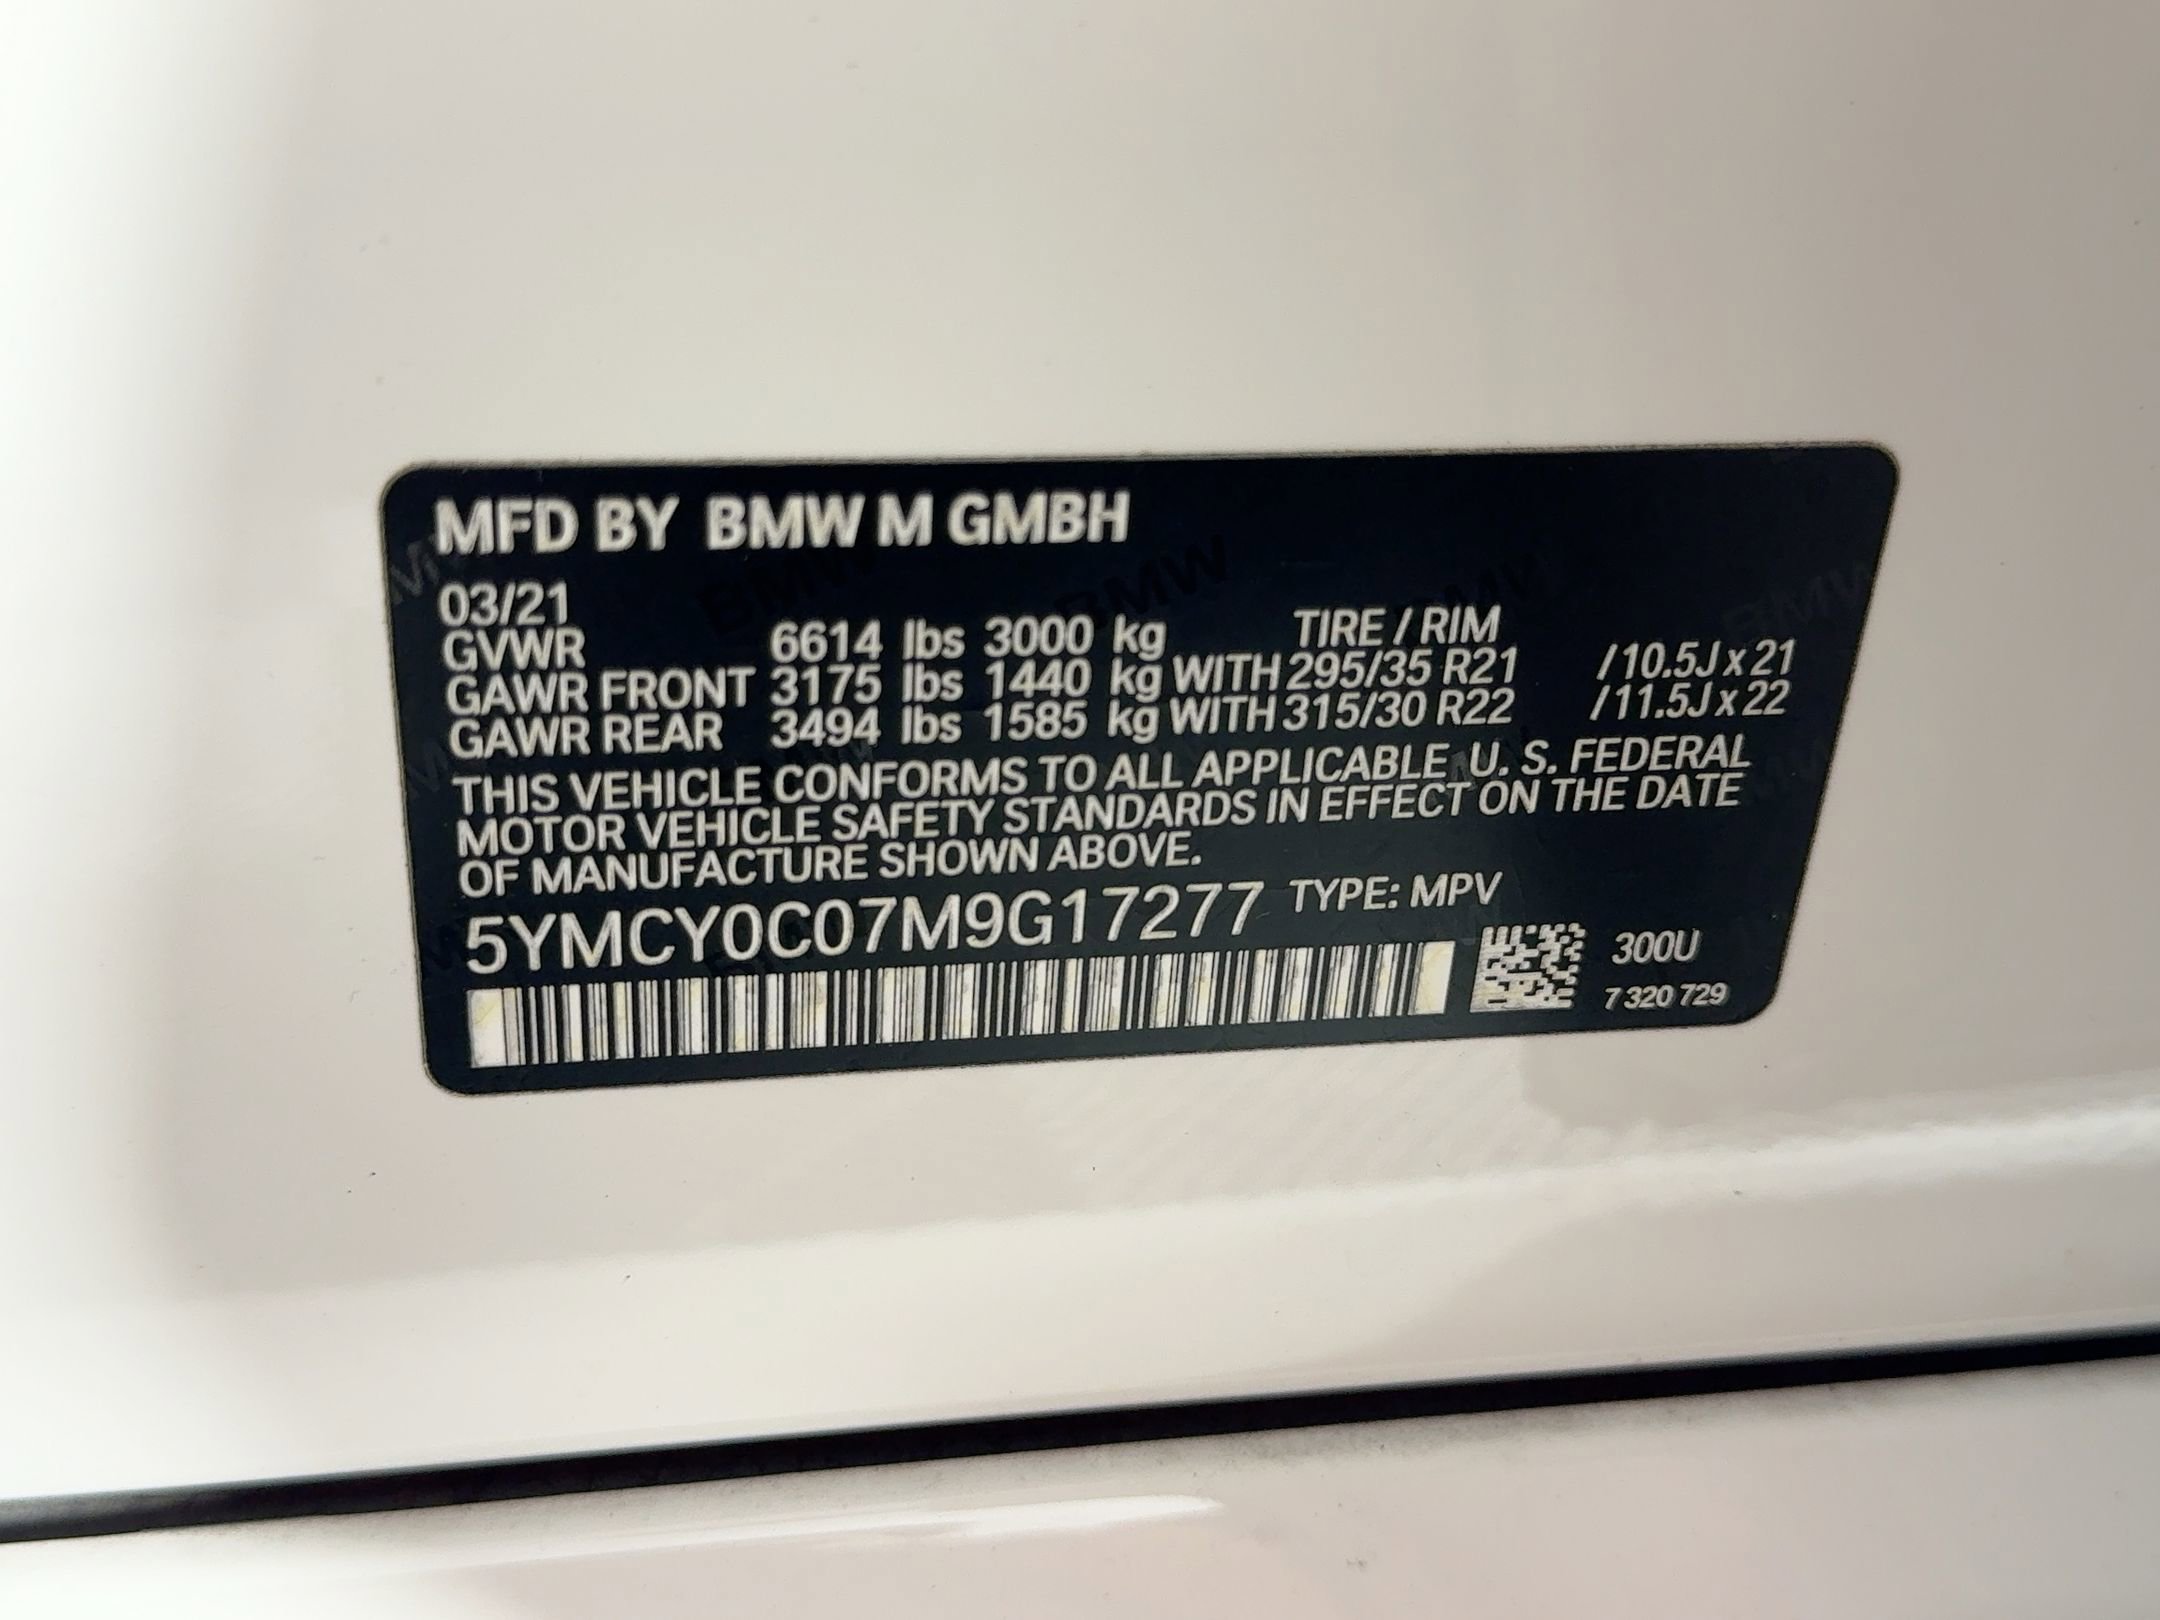 MFD BY BMW M GMBH
03/21
GVWR 6614 lbs 3000 kg TIRE / RIM
GAWR FRONT 3175 lbs 1440 kg WITH 295/35 R21 /10.5J x 21
GAWR REAR 3494 lbs 1585 kg WITH 315/30 R22 /11.5J x 22
THIS VEHICLE CONFORMS TO ALL APPLICABLE U. S. FEDERAL
MOTOR VEHICLE SAFETY STANDARDS IN EFFECT ON THE DATE
OF MANUFACTURE SHOWN ABOVE.
5YMCY0C07M9G17277 TYPE: MPV
300U
7 320 729